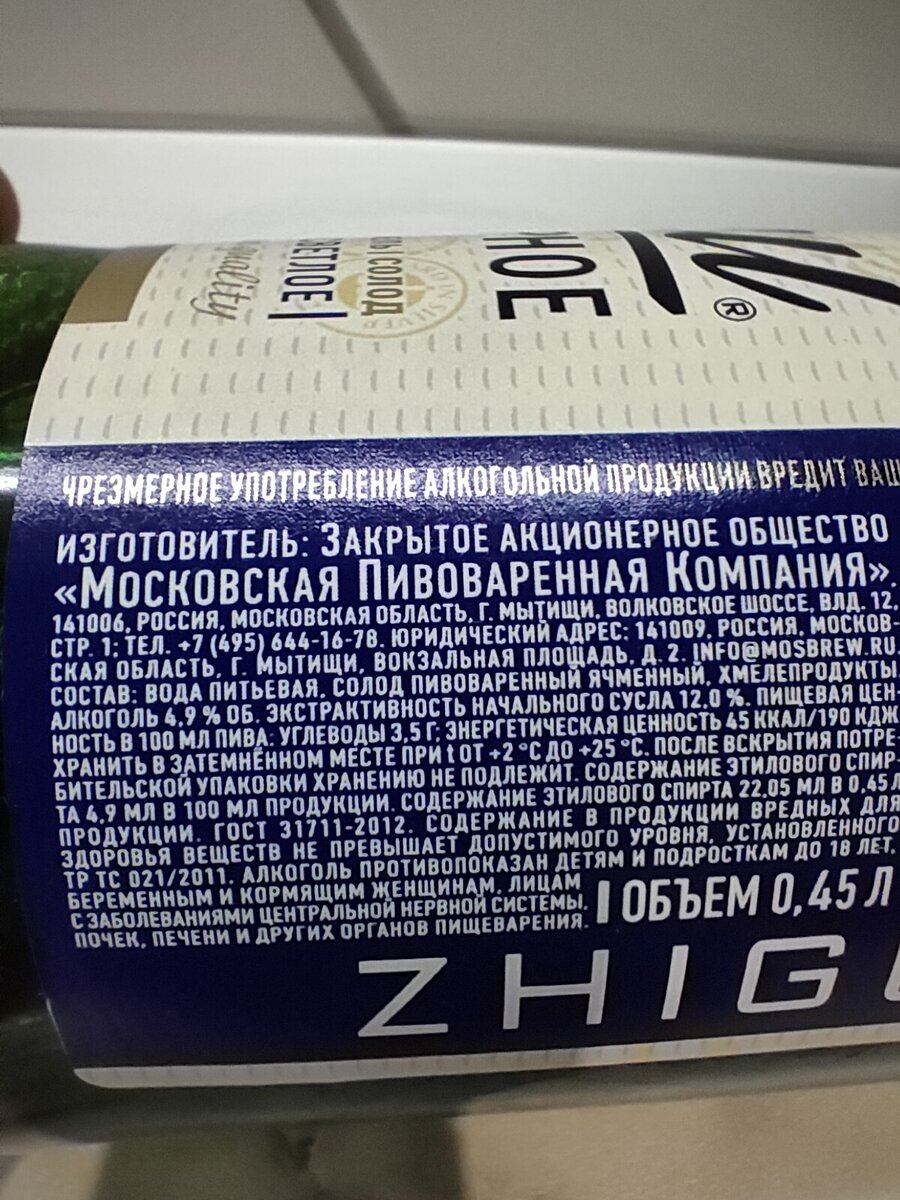 quality
СОЛОД
®
ЧРЕЗМЕРНОЕ УПОТРЕБЛЕНИЕ АЛКОГОЛЬНОЙ ПРОДУКЦИИ ВРЕДИТ ВАШ
ИЗГОТОВИТЕЛЬ: ЗАКРЫТОЕ АКЦИОНЕРНОЕ ОБЩЕСТВО
«МОСКОВСКАЯ ПИВОВАРЕННАЯ КОМПАНИЯ».
141006, РОССИЯ, МОСКОВСКАЯ ОБЛАСТЬ, Г. МЫТИЩИ, ВОЛКОВСКОЕ ШОССЕ, ВЛД. 12,
СТР. 1; ТЕЛ. +7 (495) 644-16-78. ЮРИДИЧЕСКИЙ АДРЕС: 141009, РОССИЯ, МОСКОВ-
СКАЯ ОБЛАСТЬ, Г. МЫТИЩИ, ВОКЗАЛЬНАЯ ПЛОЩАДЬ, Д. 2. INFO@MOSBREW.RU.
СОСТАВ: ВОДА ПИТЬЕВАЯ, СОЛОД ПИВОВАРЕННЫЙ ЯЧМЕННЫЙ, ХМЕЛЕПРОДУКТЫ.
АЛКОГОЛЬ 4,9 % ОБ. ЭКСТРАКТИВНОСТЬ НАЧАЛЬНОГО СУСЛА 12,0 %. ПИЩЕВАЯ ЦЕН-
НОСТЬ В 100 МЛ ПИВА: УГЛЕВОДЫ 3,5 Г; ЭНЕРГЕТИЧЕСКАЯ ЦЕННОСТЬ 45 ККАЛ/190 КДЖ
ХРАНИТЬ В ЗАТЕМНЁННОМ МЕСТЕ ПРИ t ОТ +2 °C ДО +25 °C. ПОСЛЕ ВСКРЫТИЯ ПОТРЕ-
БИТЕЛЬСКОЙ УПАКОВКИ ХРАНЕНИЮ НЕ ПОДЛЕЖИТ. СОДЕРЖАНИЕ ЭТИЛОВОГО СПИР-
ТА 4,9 МЛ В 100 МЛ ПРОДУКЦИИ. СОДЕРЖАНИЕ ЭТИЛОВОГО СПИРТА 22.05 МЛ В 0,45Л
ПРОДУКЦИИ. ГОСТ 31711-2012. СОДЕРЖАНИЕ В ПРОДУКЦИИ ВРЕДНЫХ ДЛЯ
ЗДОРОВЬЯ ВЕЩЕСТВ НЕ ПРЕВЫШАЕТ ДОПУСТИМОГО УРОВНЯ, УСТАНОВЛЕННОГО
ТР ТС 021/2011. АЛКОГОЛЬ ПРОТИВОПОКАЗАН ДЕТЯМ И ПОДРОСТКАМ ДО 18 ЛЕТ,
БЕРЕМЕННЫМ И КОРМЯЩИМ ЖЕНЩИНАМ, ЛИЦАМ
С ЗАБОЛЕВАНИЯМИ ЦЕНТРАЛЬНОЙ НЕРВНОЙ СИСТЕМЫ,
ПОЧЕК, ПЕЧЕНИ И ДРУГИХ ОРГАНОВ ПИЩЕВАРЕНИЯ.
ОБЪЕМ 0,45 Л
ZHIG